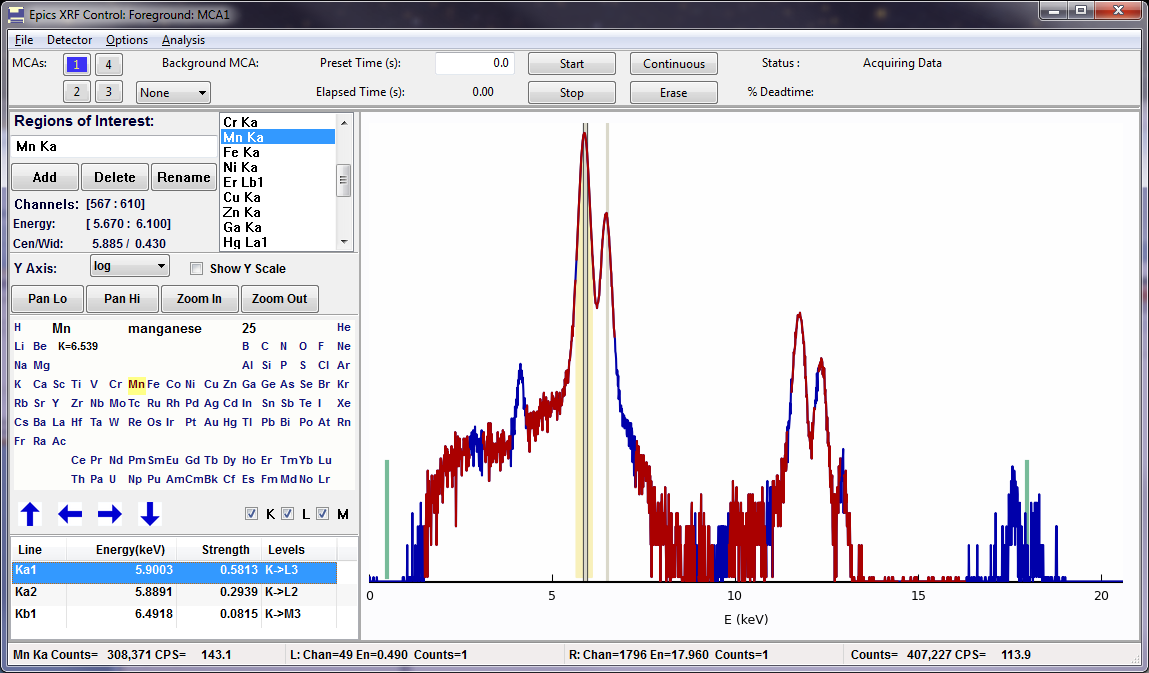 Epics XRF Control: Foreground: MCA1
File Detector Options Analysis
MCAs: 1 4 Background MCA: Preset Time (s): 0.0 Start Continuous Status : Acquiring Data
2 3 None Elapsed Time (s): 0.00 Stop Erase % Deadtime:
Regions of Interest:
Mn Ka
Add Delete Rename
Channels: [567 : 610]
Energy: [ 5.670 : 6.100]
Cen/Wid: 5.885 / 0.430
Cr Ka
Mn Ka
Fe Ka
Ni Ka
Er Lb1
Cu Ka
Zn Ka
Ga Ka
Hg La1
Y Axis: log Show Y Scale
Pan Lo Pan Hi Zoom In Zoom Out
H Mn manganese 25 He
Li Be K=6.539 B C N O F Ne
Na Mg Al Si P S Cl Ar
K Ca Sc Ti V Cr Mn Fe Co Ni Cu Zn Ga Ge As Se Br Kr
Rb Sr Y Zr Nb Mo Tc Ru Rh Pd Ag Cd In Sn Sb Te I Xe
Cs Ba La Hf Ta W Re Os Ir Pt Au Hg Tl Pb Bi Po At Rn
Fr Ra Ac
Ce Pr Nd Pm Sm Eu Gd Tb Dy Ho Er Tm Yb Lu
Th Pa U Np Pu Am Cm Bk Cf Es Fm Md No Lr
K L M
Line Energy(keV) Strength Levels
Ka1 5.9003 0.5813 K->L3
Ka2 5.8891 0.2939 K->L2
Kb1 6.4918 0.0815 K->M3
0 5 10 15 20
E (keV)
Mn Ka Counts= 308,371 CPS= 143.1 L: Chan=49 En=0.490 Counts=1 R: Chan=1796 En=17.960 Counts=1 Counts= 407,227 CPS= 113.9